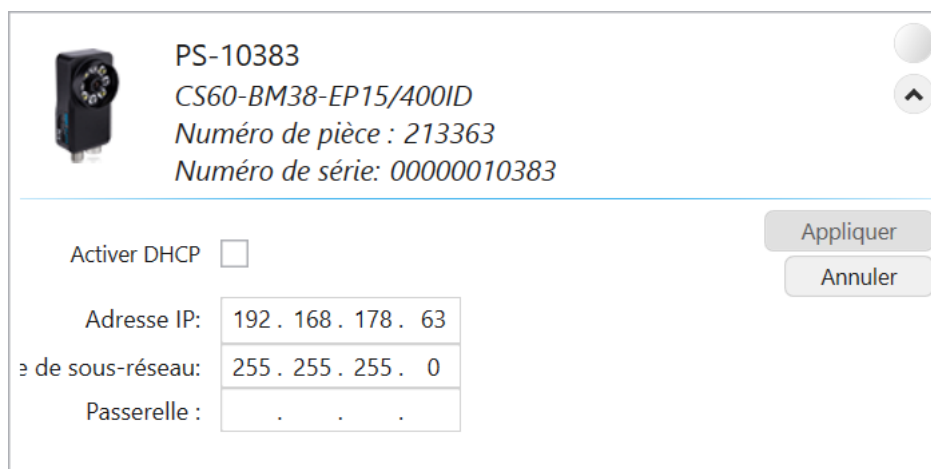 PS-10383
CS60-BM38-EP15/400ID
Numéro de pièce : 213363
Numéro de série: 00000010383
Appliquer
Activer DHCP
Annuler
Adresse IP: 192 . 168 . 178 . 63
e de sous-réseau: 255 . 255 . 255 . 0
Passerelle : . . .